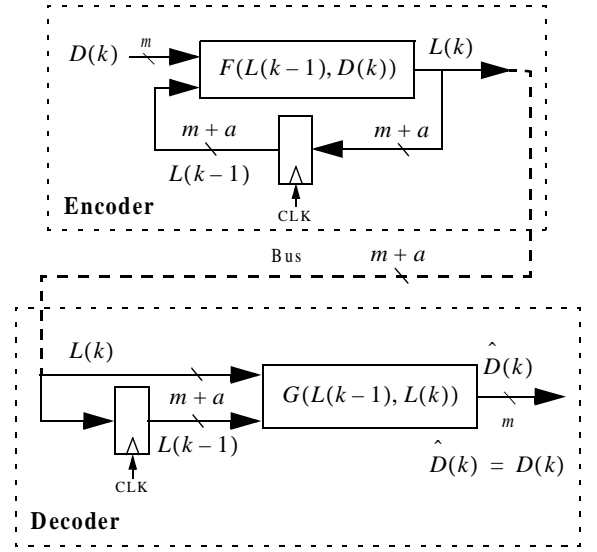 D(k) m F(L(k−1), D(k)) L(k)
m + a m + a
L(k−1)
Encoder CLK
Bus m + a
L(k) ^D(k)
m + a G(L(k−1), L(k)) m
L(k−1) ^D(k) = D(k)
CLK
Decoder